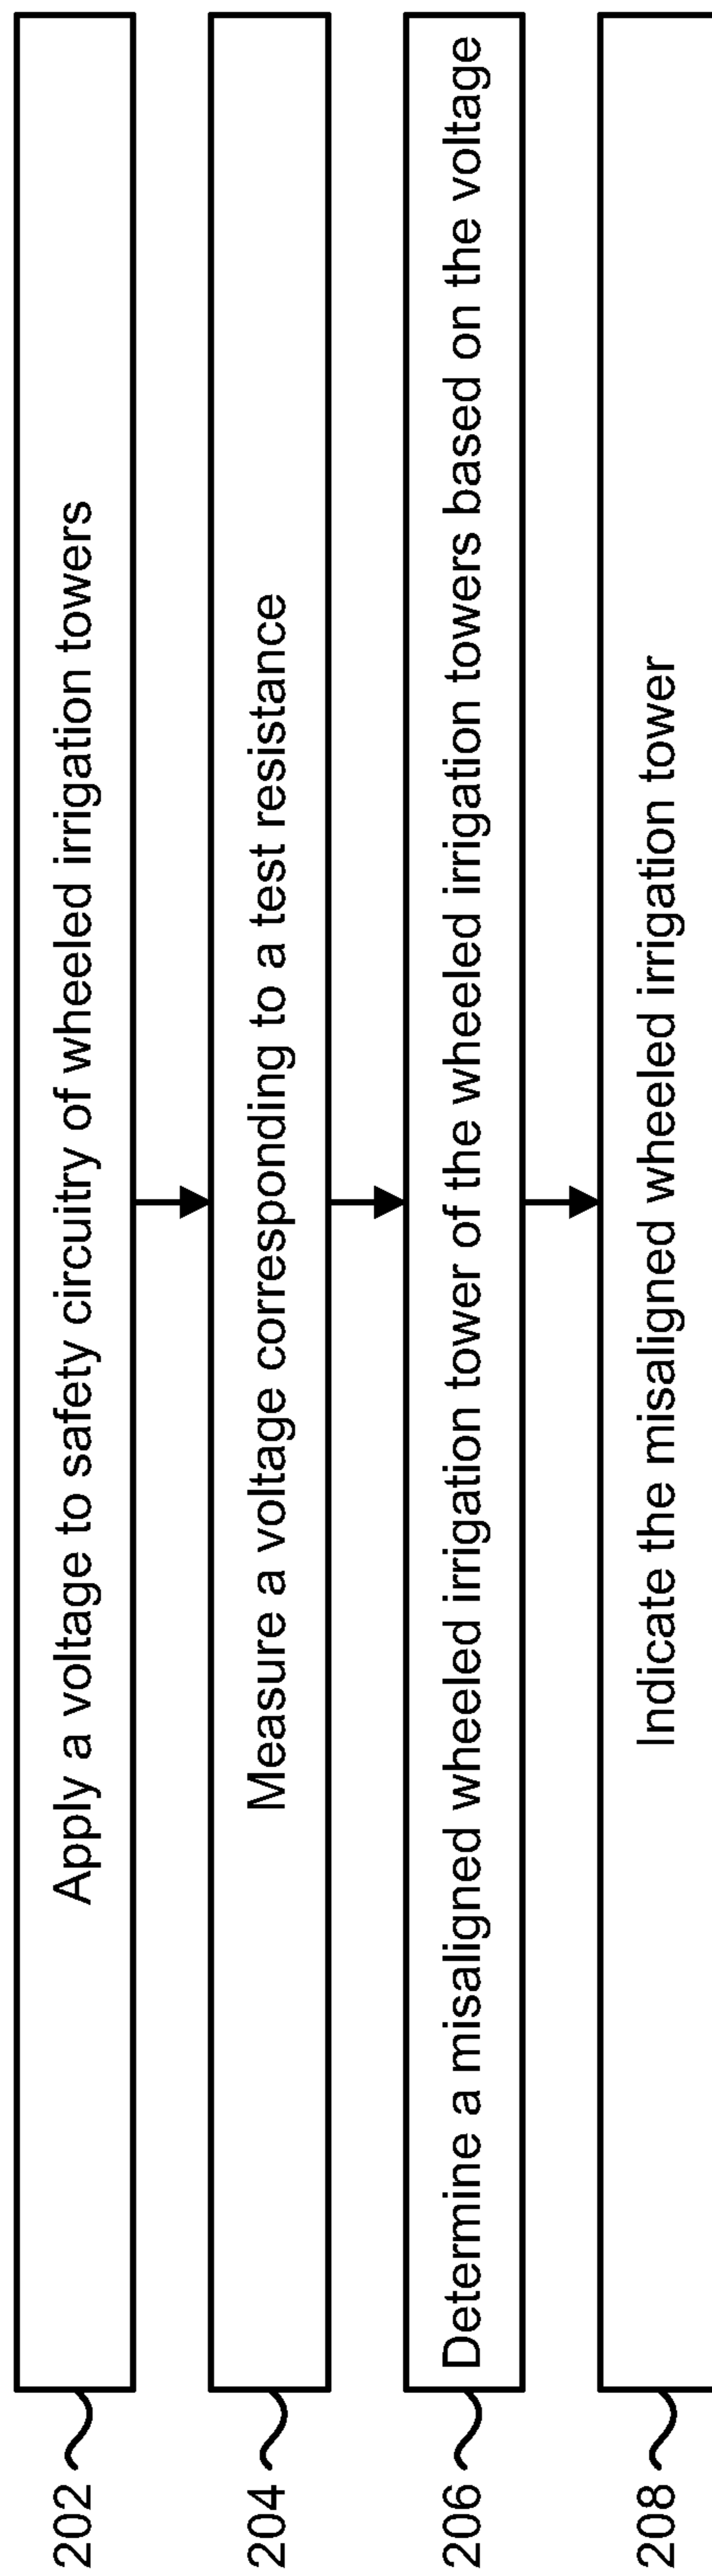 202
Apply a voltage to safety circuitry of wheeled irrigation towers
204
Measure a voltage corresponding to a test resistance
206
Determine a misaligned wheeled irrigation tower of the wheeled irrigation towers based on the voltage
208
Indicate the misaligned wheeled irrigation tower